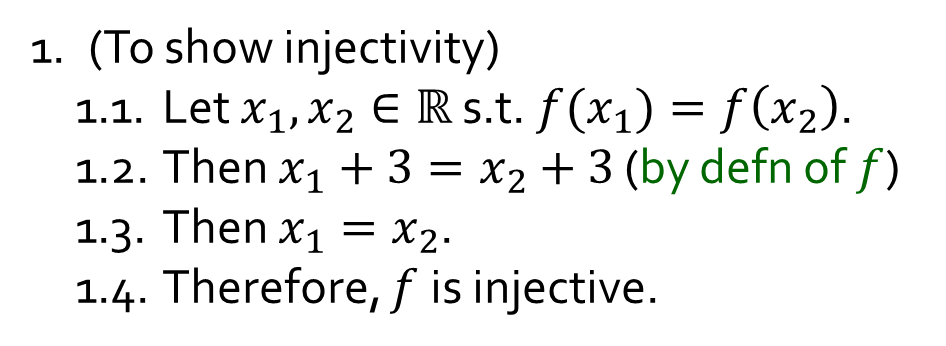 1. (To show injectivity)
1.1. Let 𝑥₁, 𝑥₂ ∈ ℝ s.t. 𝑓(𝑥₁) = 𝑓(𝑥₂).
1.2. Then 𝑥₁ + 3 = 𝑥₂ + 3 (by defn of 𝑓)
1.3. Then 𝑥₁ = 𝑥₂.
1.4. Therefore, 𝑓 is injective.